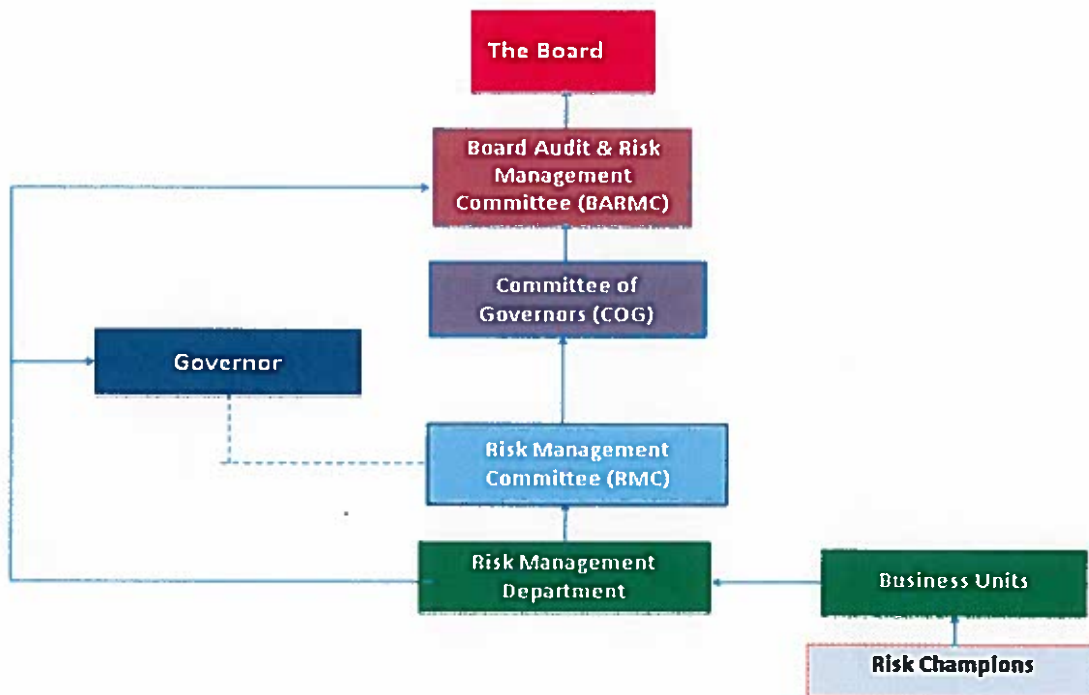 The Board
Board Audit & Risk
Management
Committee (BARMC)
Committee of
Governors (COG)
Governor
Risk Management
Committee (RMC)
Risk Management
Department
Business Units
Risk Champions